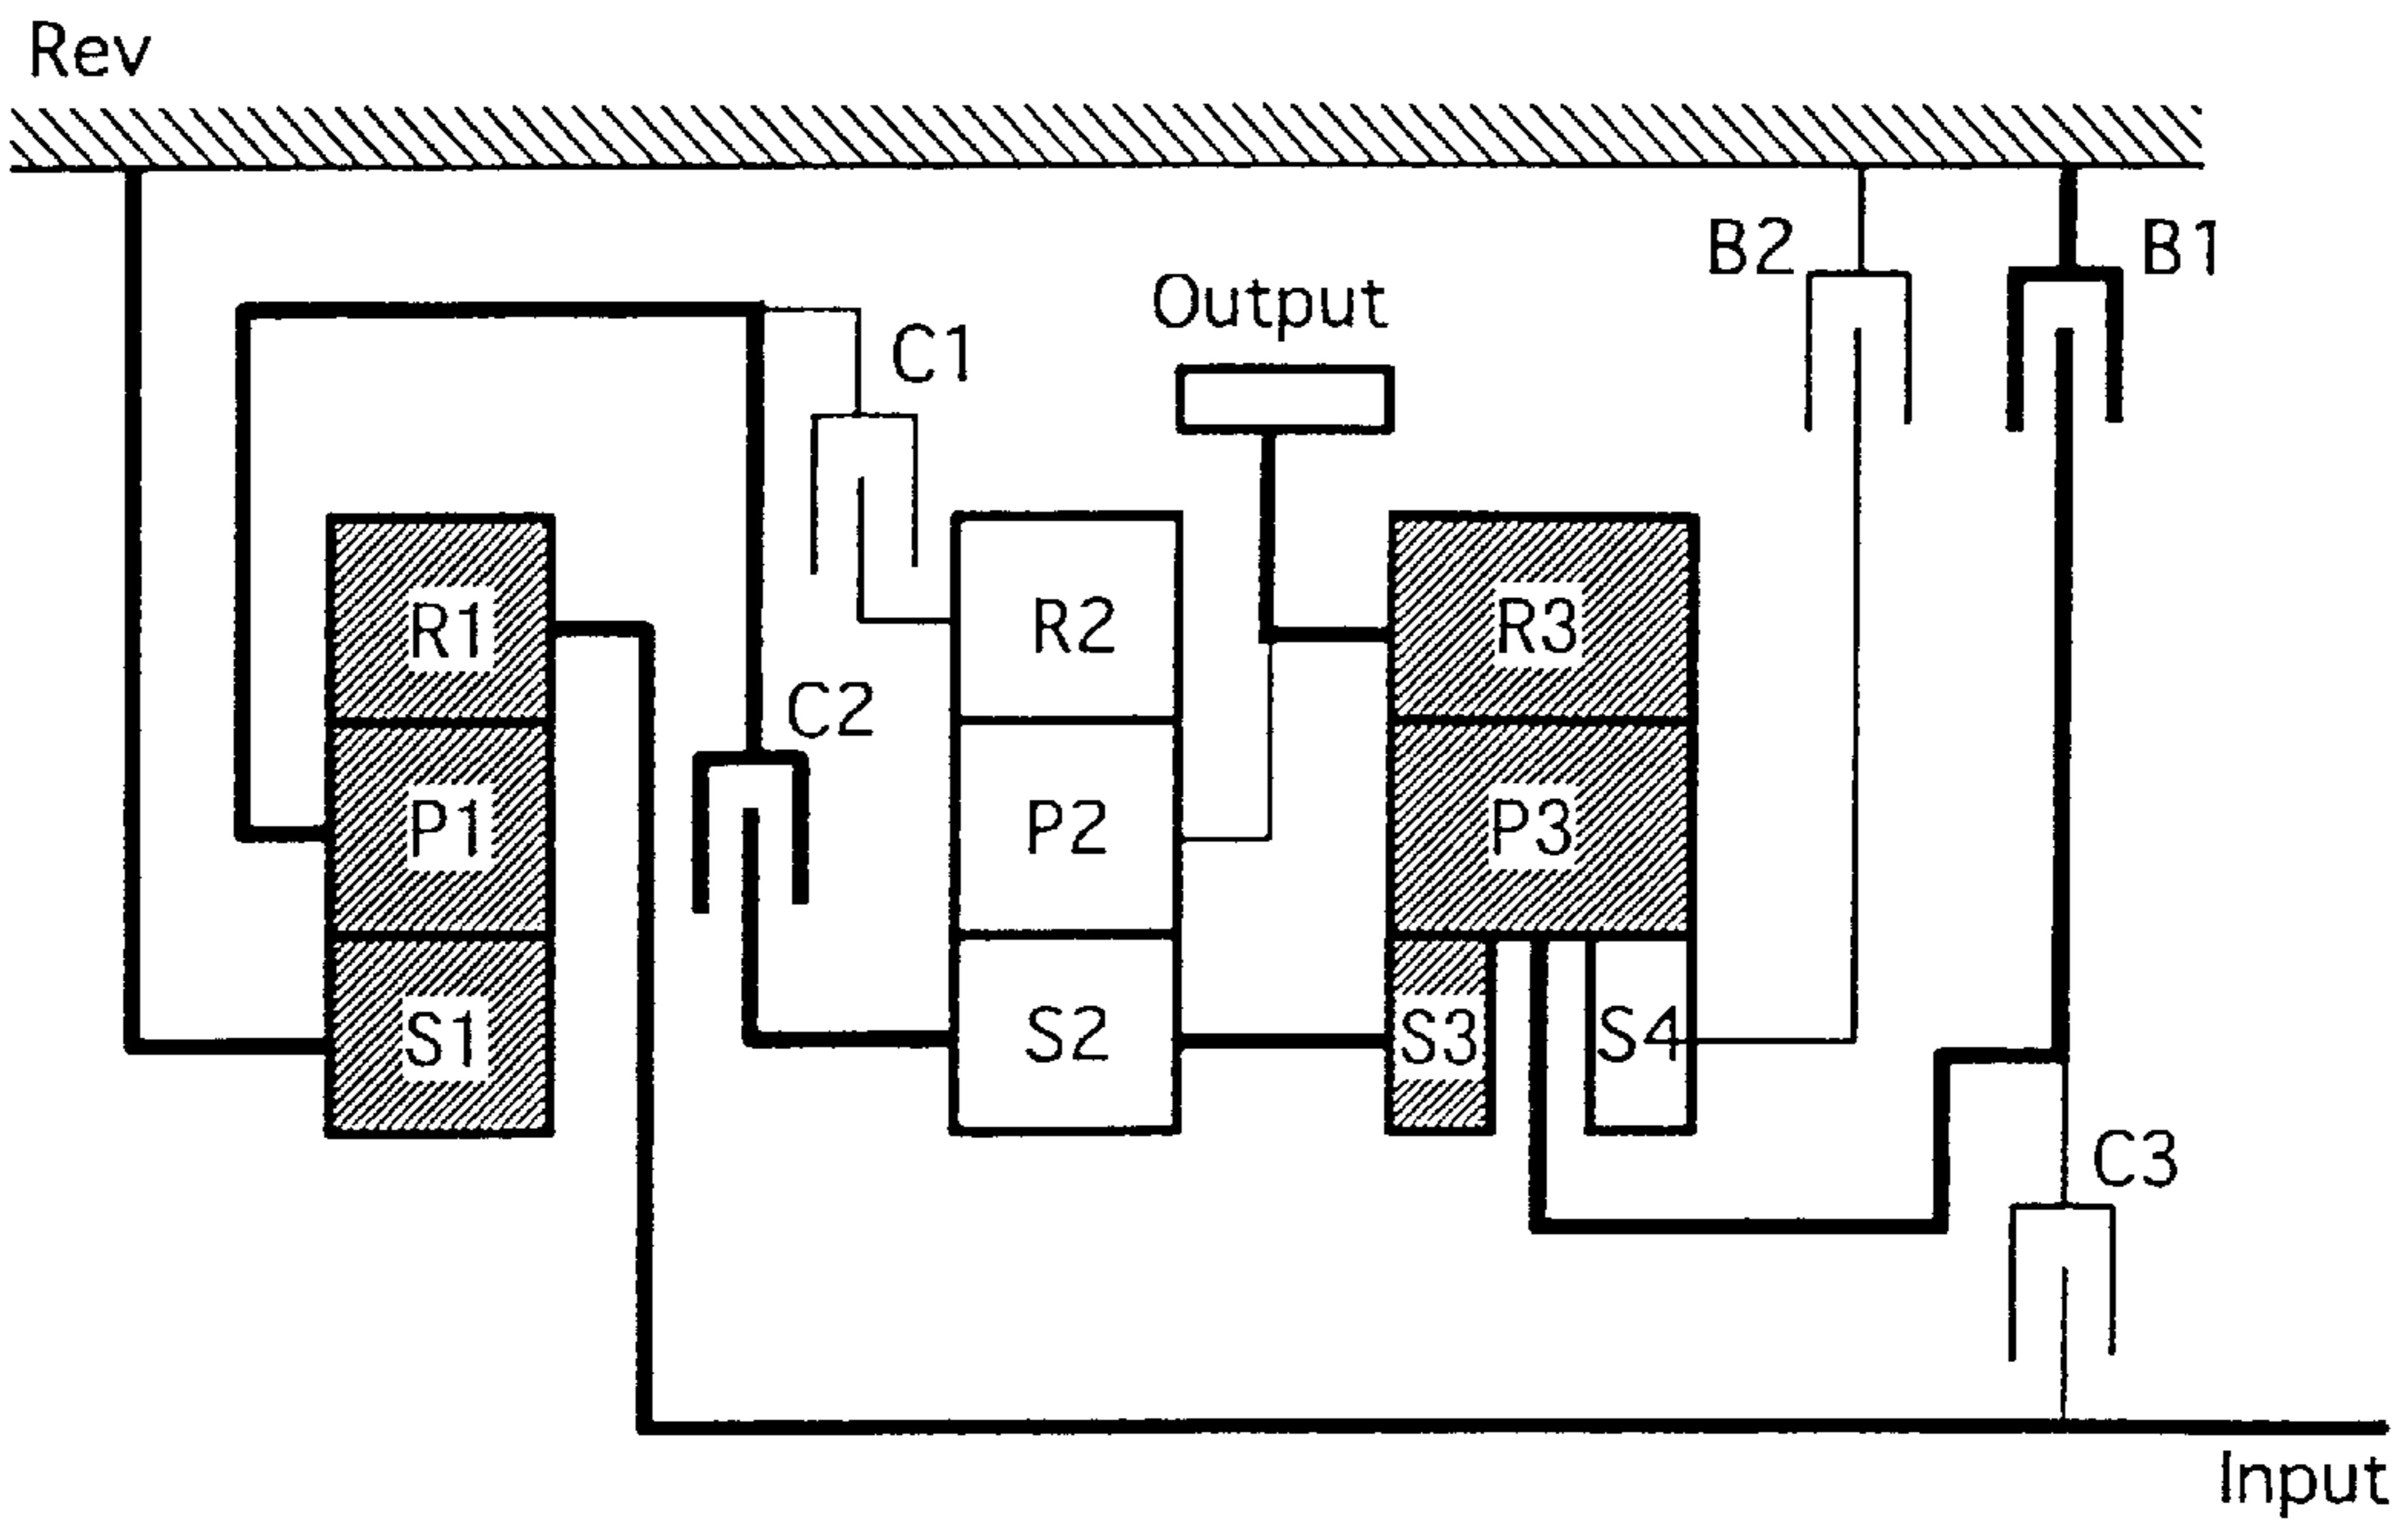 Rev
B2
B1
Output
C1
R1
R2
R3
C2
P1
P2
P3
S1
S2
S3
S4
C3
Input